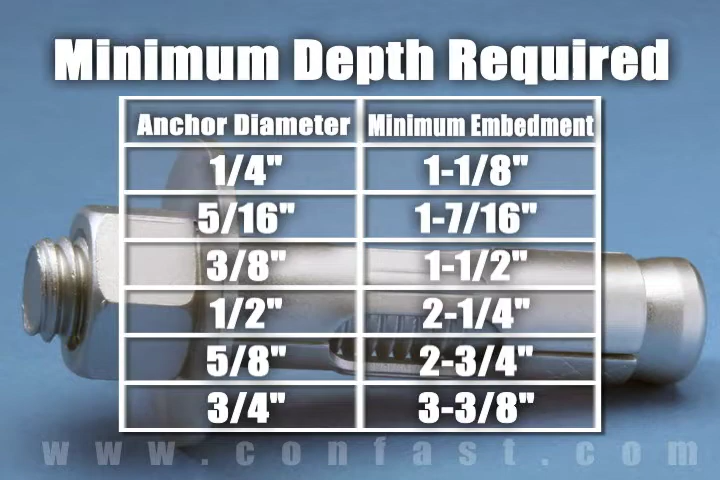 Minimum Depth Required
Anchor Diameter Minimum Embedment
1/4" 1-1/8"
5/16" 1-7/16"
3/8" 1-1/2"
1/2" 2-1/4"
5/8" 2-3/4"
3/4" 3-3/8"
www.confast.com